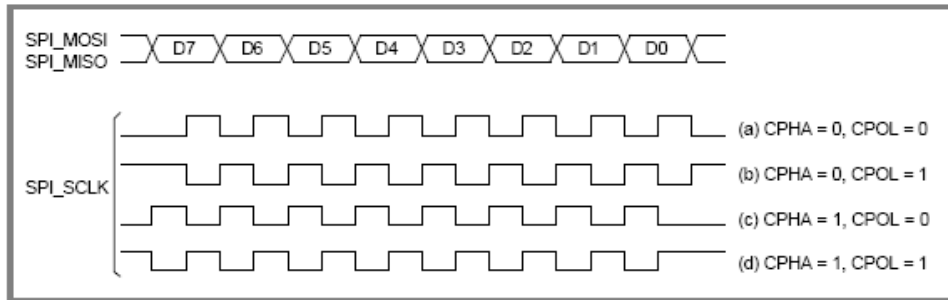 SPI_MOSI
SPI_MISO
D7 D6 D5 D4 D3 D2 D1 D0
SPI_SCLK
(a) CPHA = 0, CPOL = 0
(b) CPHA = 0, CPOL = 1
(c) CPHA = 1, CPOL = 0
(d) CPHA = 1, CPOL = 1